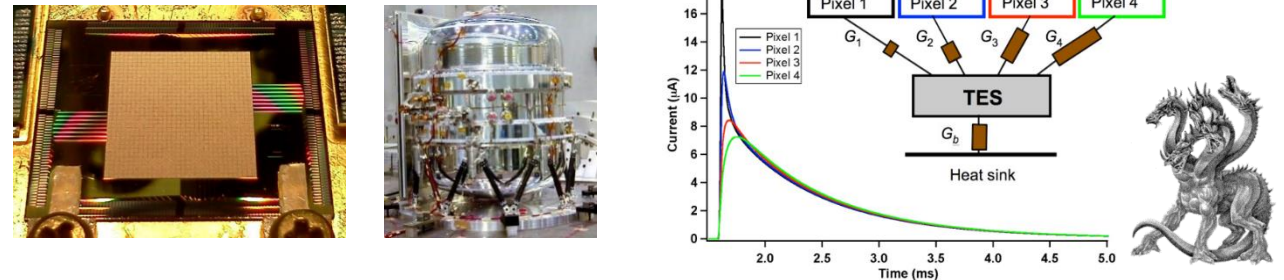 16
14
12
10
8
6
4
2
0
Current (μA)
2.0 2.5 3.0 3.5 4.0 4.5 5.0
Time (ms)
Pixel 1
Pixel 2
Pixel 3
Pixel 4
Pixel 1 Pixel 2 Pixel 3 Pixel 4
G1 G2 G3 G4
TES
Gb
Heat sink